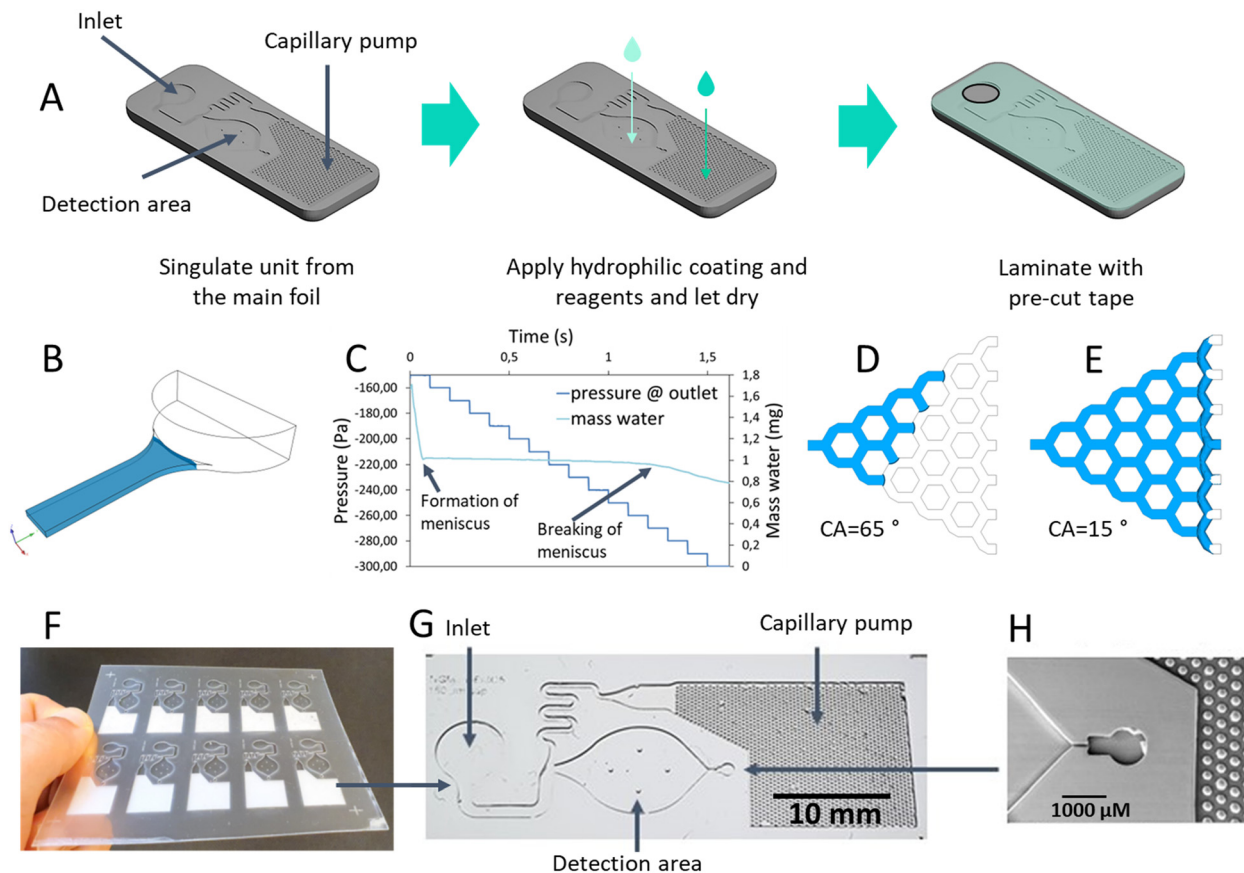 Inlet
Capillary pump
A
Detection area
Singulate unit from
the main foil
Apply hydrophilic coating and
reagents and let dry
Laminate with
pre-cut tape
B
C
Time (s)
0
0,5
1
1,5
Pressure (Pa)
-160,00
-180,00
-200,00
-220,00
-240,00
-260,00
-280,00
-300,00
pressure @ outlet
mass water
Formation of
meniscus
Breaking of
meniscus
1,8
1,6
1,4
1,2
1
0,8
0,6
0,4
0,2
0
Mass water (mg)
D
CA=65 °
E
CA=15 °
F
G
Inlet
Capillary pump
10 mm
Detection area
H
1000 µM